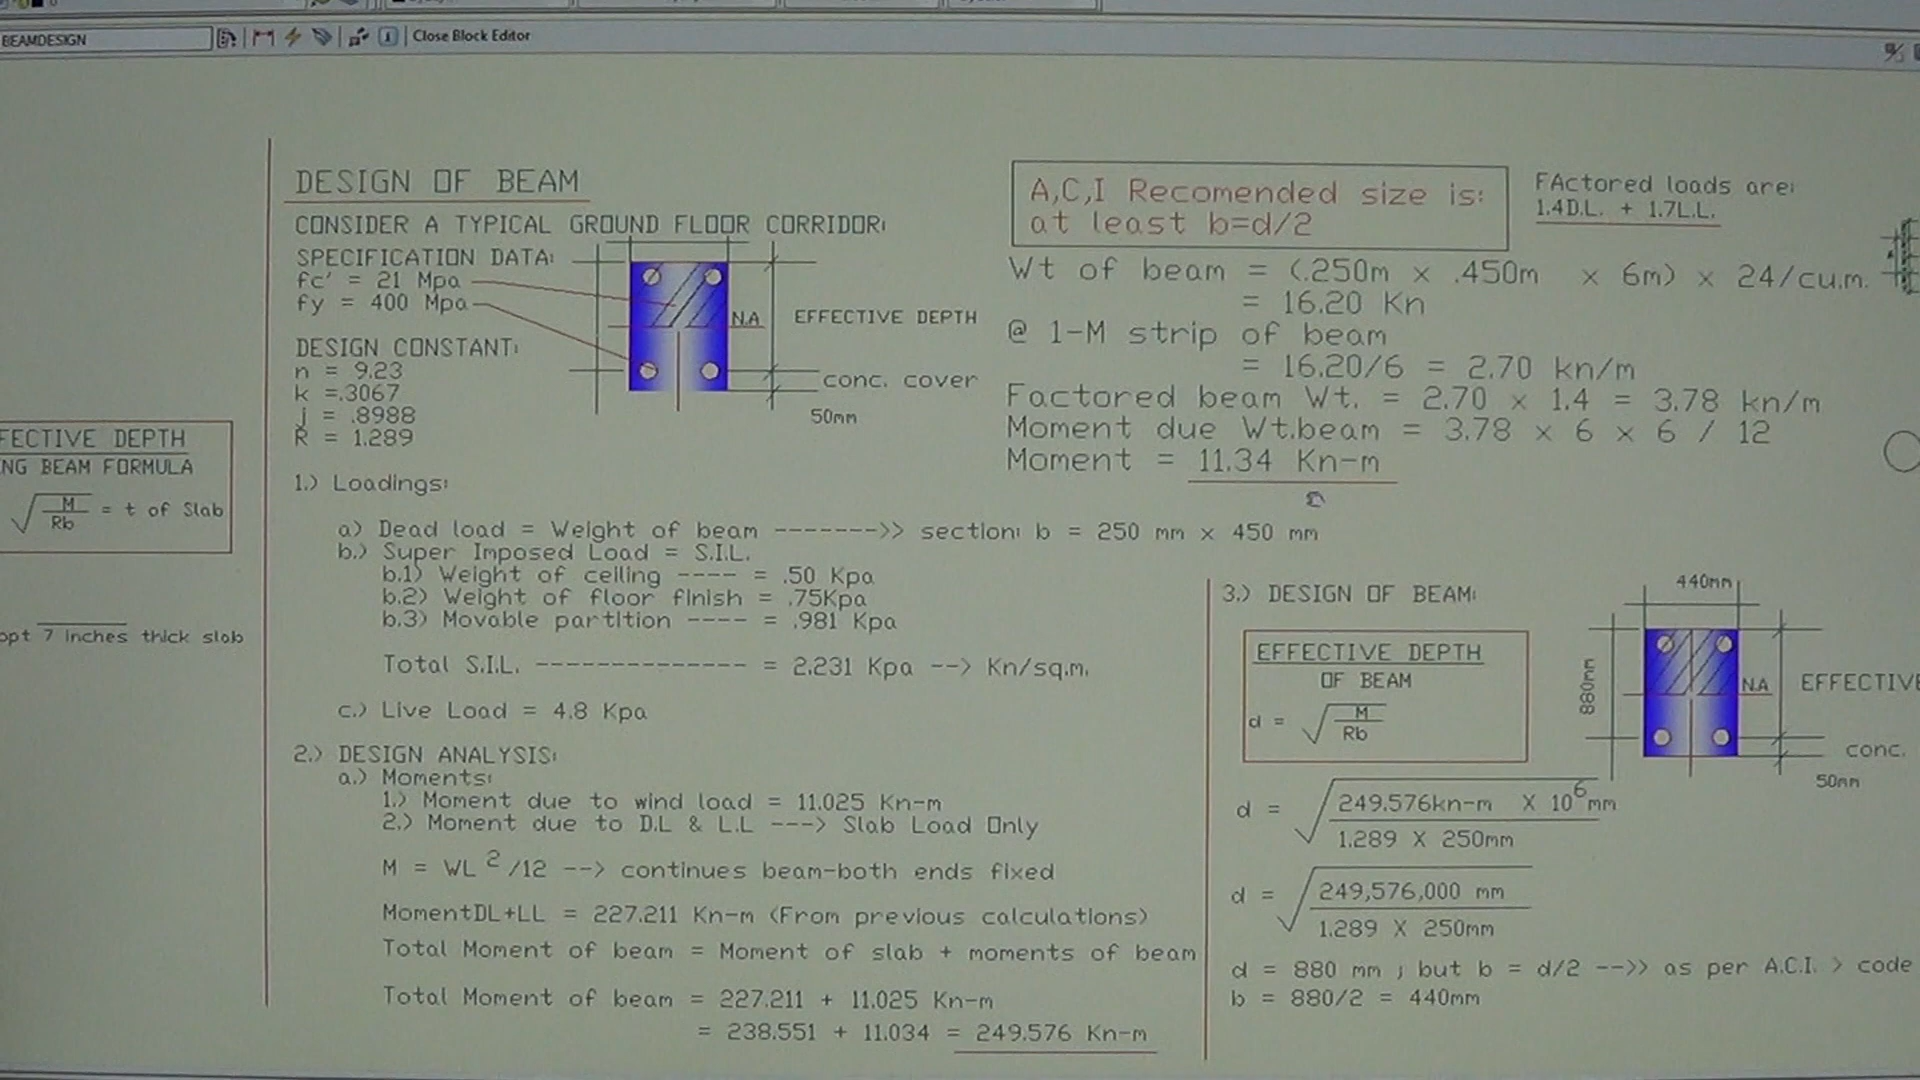 BEAMDESIGN
Close Block Editor
FECTIVE DEPTH
NG BEAM FORMULA
√ M/Rb = t of Slab
opt 7 inches thick slab
DESIGN OF BEAM
CONSIDER A TYPICAL GROUND FLOOR CORRIDOR:
SPECIFICATION DATA:
fc' = 21 Mpa
fy = 400 Mpa
DESIGN CONSTANT:
n = 9.23
k =.3067
j = .8988
R = 1.289
N.A
EFFECTIVE DEPTH
conc. cover
50mm
A,C,I Recomended size is:
at least b=d/2
FActored loads are:
1.4D.L. + 1.7L.L.
Wt of beam = (.250m x .450m x 6m) x 24/cu.m.
= 16.20 Kn
@ 1-M strip of beam
= 16.20/6 = 2.70 kn/m
Factored beam Wt. = 2.70 x 1.4 = 3.78 kn/m
Moment due Wt.beam = 3.78 x 6 x 6 / 12
Moment = 11.34 Kn-m
1.) Loadings:
a) Dead load = Weight of beam ------->> section: b = 250 mm x 450 mm
b.) Super Imposed Load = S.I.L.
b.1) Weight of ceiling ---- = .50 Kpa
b.2) Weight of floor finish = .75Kpa
b.3) Movable partition ---- = .981 Kpa
Total S.I.L. -------------- = 2.231 Kpa --> Kn/sq.m.
c.) Live Load = 4.8 Kpa
2.) DESIGN ANALYSIS:
a.) Moments:
1.) Moment due to wind load = 11.025 Kn-m
2.) Moment due to D.L & L.L ---> Slab Load Only
M = WL 2 /12 --> continues beam-both ends fixed
MomentDL+LL = 227.211 Kn-m (From previous calculations)
Total Moment of beam = Moment of slab + moments of beam
Total Moment of beam = 227.211 + 11.025 Kn-m
= 238.551 + 11.034 = 249.576 Kn-m
3.) DESIGN OF BEAM:
EFFECTIVE DEPTH
OF BEAM
d = √ M/Rb
440mm
880mm
N.A
EFFECTIVE
conc.
50mm
d = √ 249.576kn-m X 10 6 mm
1.289 X 250mm
d = √ 249,576,000 mm
1.289 X 250mm
d = 880 mm ; but b = d/2 -->> as per A.C.I. > code
b = 880/2 = 440mm